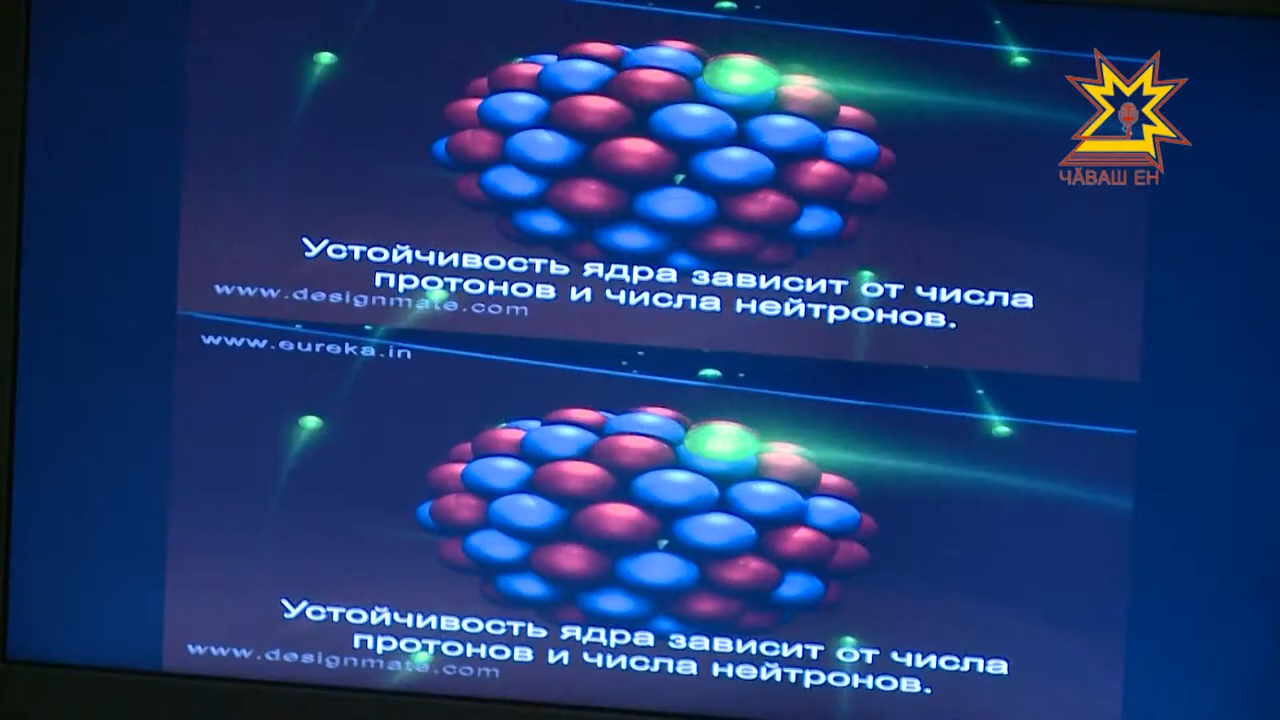 ЧӐВАШ ЕН
Устойчивость ядра зависит от числа
протонов и числа нейтронов.
www.designmate.com
www.eureka.in
Устойчивость ядра зависит от числа
протонов и числа нейтронов.
www.designmate.com